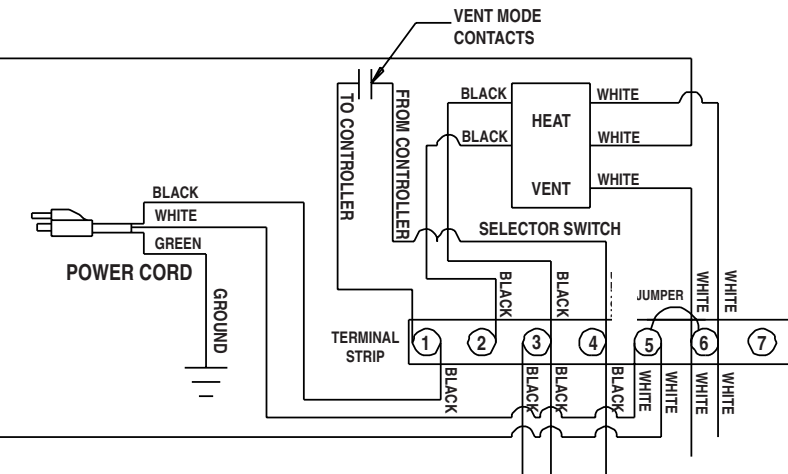 VENT MODE
CONTACTS
BLACK
WHITE
HEAT
BLACK
WHITE
VENT
WHITE
TO CONTROLLER
FROM CONTROLLER
SELECTOR SWITCH
BLACK
WHITE
GREEN
POWER CORD
GROUND
BLACK
BLACK
JUMPER
WHITE
WHITE
TERMINAL
STRIP
1
2
3
4
5
6
7
BLACK
BLACK
BLACK
BLACK
WHITE
WHITE
WHITE
WHITE